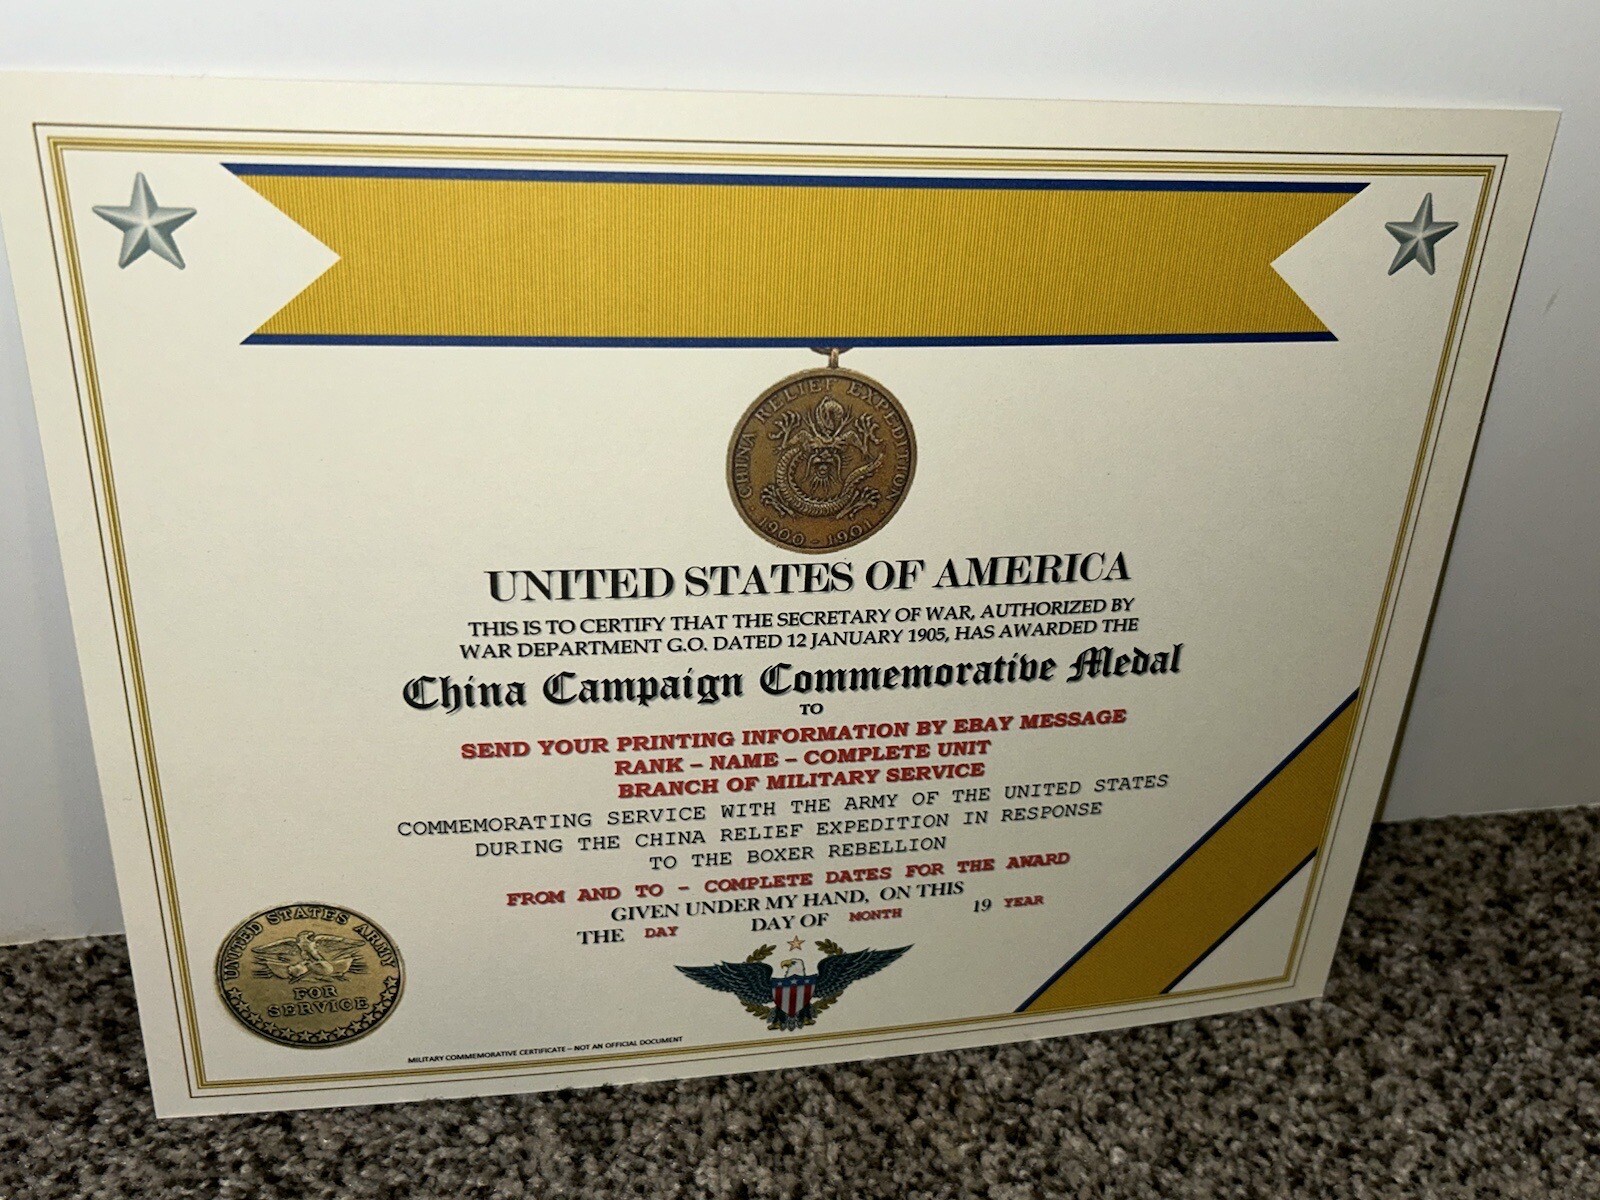 CHINA RELIEF EXPEDITION
1900 - 1901
UNITED STATES OF AMERICA
THIS IS TO CERTIFY THAT THE SECRETARY OF WAR, AUTHORIZED BY
WAR DEPARTMENT G.O. DATED 12 JANUARY 1905, HAS AWARDED THE
China Campaign Commemorative Medal
TO
SEND YOUR PRINTING INFORMATION BY EBAY MESSAGE
RANK – NAME – COMPLETE UNIT
BRANCH OF MILITARY SERVICE
COMMEMORATING SERVICE WITH THE ARMY OF THE UNITED STATES
DURING THE CHINA RELIEF EXPEDITION IN RESPONSE
TO THE BOXER REBELLION
FROM AND TO – COMPLETE DATES FOR THE AWARD
GIVEN UNDER MY HAND, ON THIS
THE DAY DAY OF MONTH 19 YEAR
UNITED STATES ARMY
FOR
SERVICE
MILITARY COMMEMORATIVE CERTIFICATE – NOT AN OFFICIAL DOCUMENT